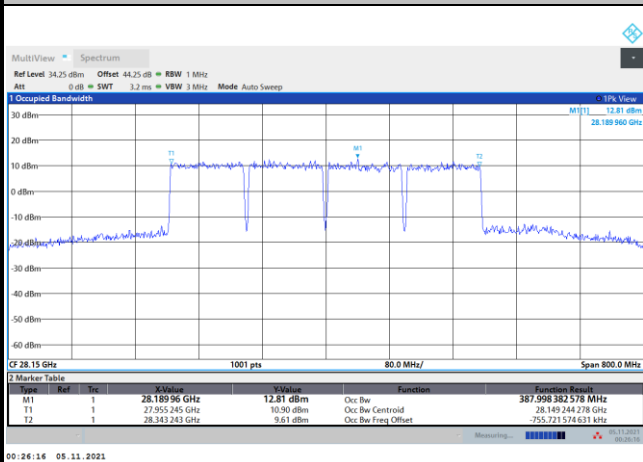 MultiView Spectrum
Ref Level 34.25 dBm Offset 44.25 dB RBW 1 MHz
Att 0 dB SWT 3.2 ms VBW 3 MHz Mode Auto Sweep
1 Occupied Bandwidth 1Pk View
M1[1] 12.81 dBm
28.189 960 GHz
30 dBm
20 dBm
T1 M1 T2
10 dBm
0 dBm
-10 dBm
-20 dBm
-30 dBm
-40 dBm
-50 dBm
-60 dBm
CF 28.15 GHz 1001 pts 80.0 MHz/ Span 800.0 MHz
2 Marker Table
Type Ref Trc X-Value Y-Value Function Function Result
M1 1 28.189 96 GHz 12.81 dBm Occ Bw 387.998 382 578 MHz
T1 1 27.955 245 GHz 10.90 dBm Occ Bw Centroid 28.149 244 278 GHz
T2 1 28.343 243 GHz 9.61 dBm Occ Bw Freq Offset -755.721 574 631 kHz
Measuring... 05.11.2021
00:26:16
00:26:16 05.11.2021